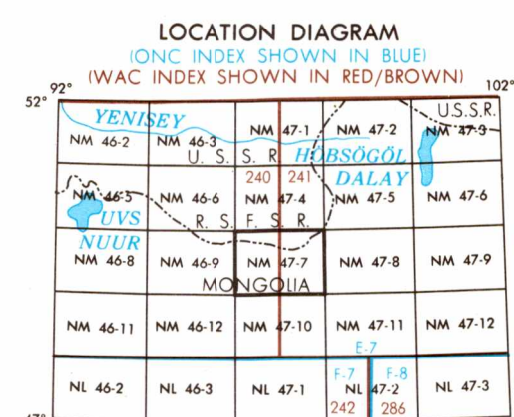 LOCATION DIAGRAM
(ONC INDEX SHOWN IN BLUE)
(WAC INDEX SHOWN IN RED/BROWN)
92° 102°
52°
U.S.S.R.
YENISEY
NM 46-2 NM 46-3 NM 47-1 NM 47-2 NM 47-3
U. S. S. R. HÖBSÖGÖL
240 241 DALAY
NM 46-5 NM 46-6 NM 47-4 NM 47-5 NM 47-6
UVS R. S. F. S. R.
NUUR
NM 46-8 NM 46-9 NM 47-7 NM 47-8 NM 47-9
MONGOLIA
NM 46-11 NM 46-12 NM 47-10 NM 47-11 NM 47-12
E-7
F-7 F-8
NL 46-2 NL 46-3 NL 47-1 NL 47-2 NL 47-3
242 286